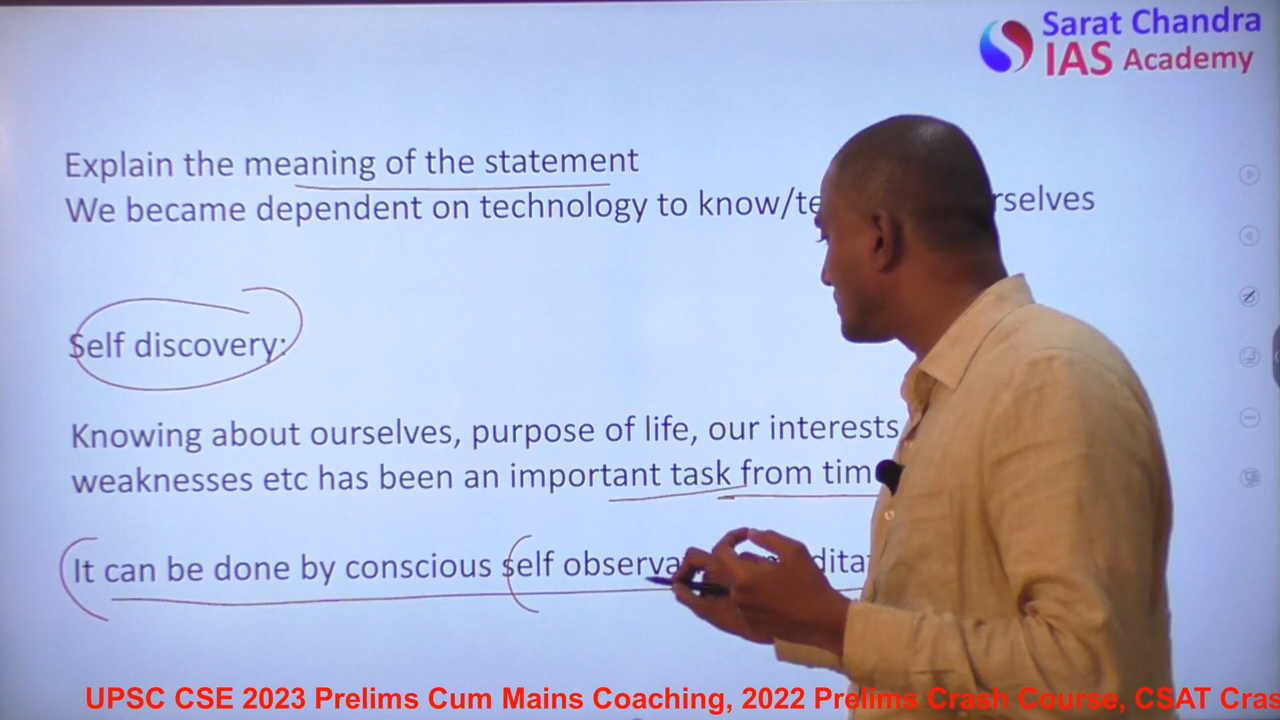 Sarat Chandra
IAS Academy
Explain the meaning of the statement
We became dependent on technology to know/te rselves
Self discovery:
Knowing about ourselves, purpose of life, our interests
weaknesses etc has been an important task from tim
It can be done by conscious self observa dita
UPSC CSE 2023 Prelims Cum Mains Coaching, 2022 Prelims Crash Course, CSAT Cras